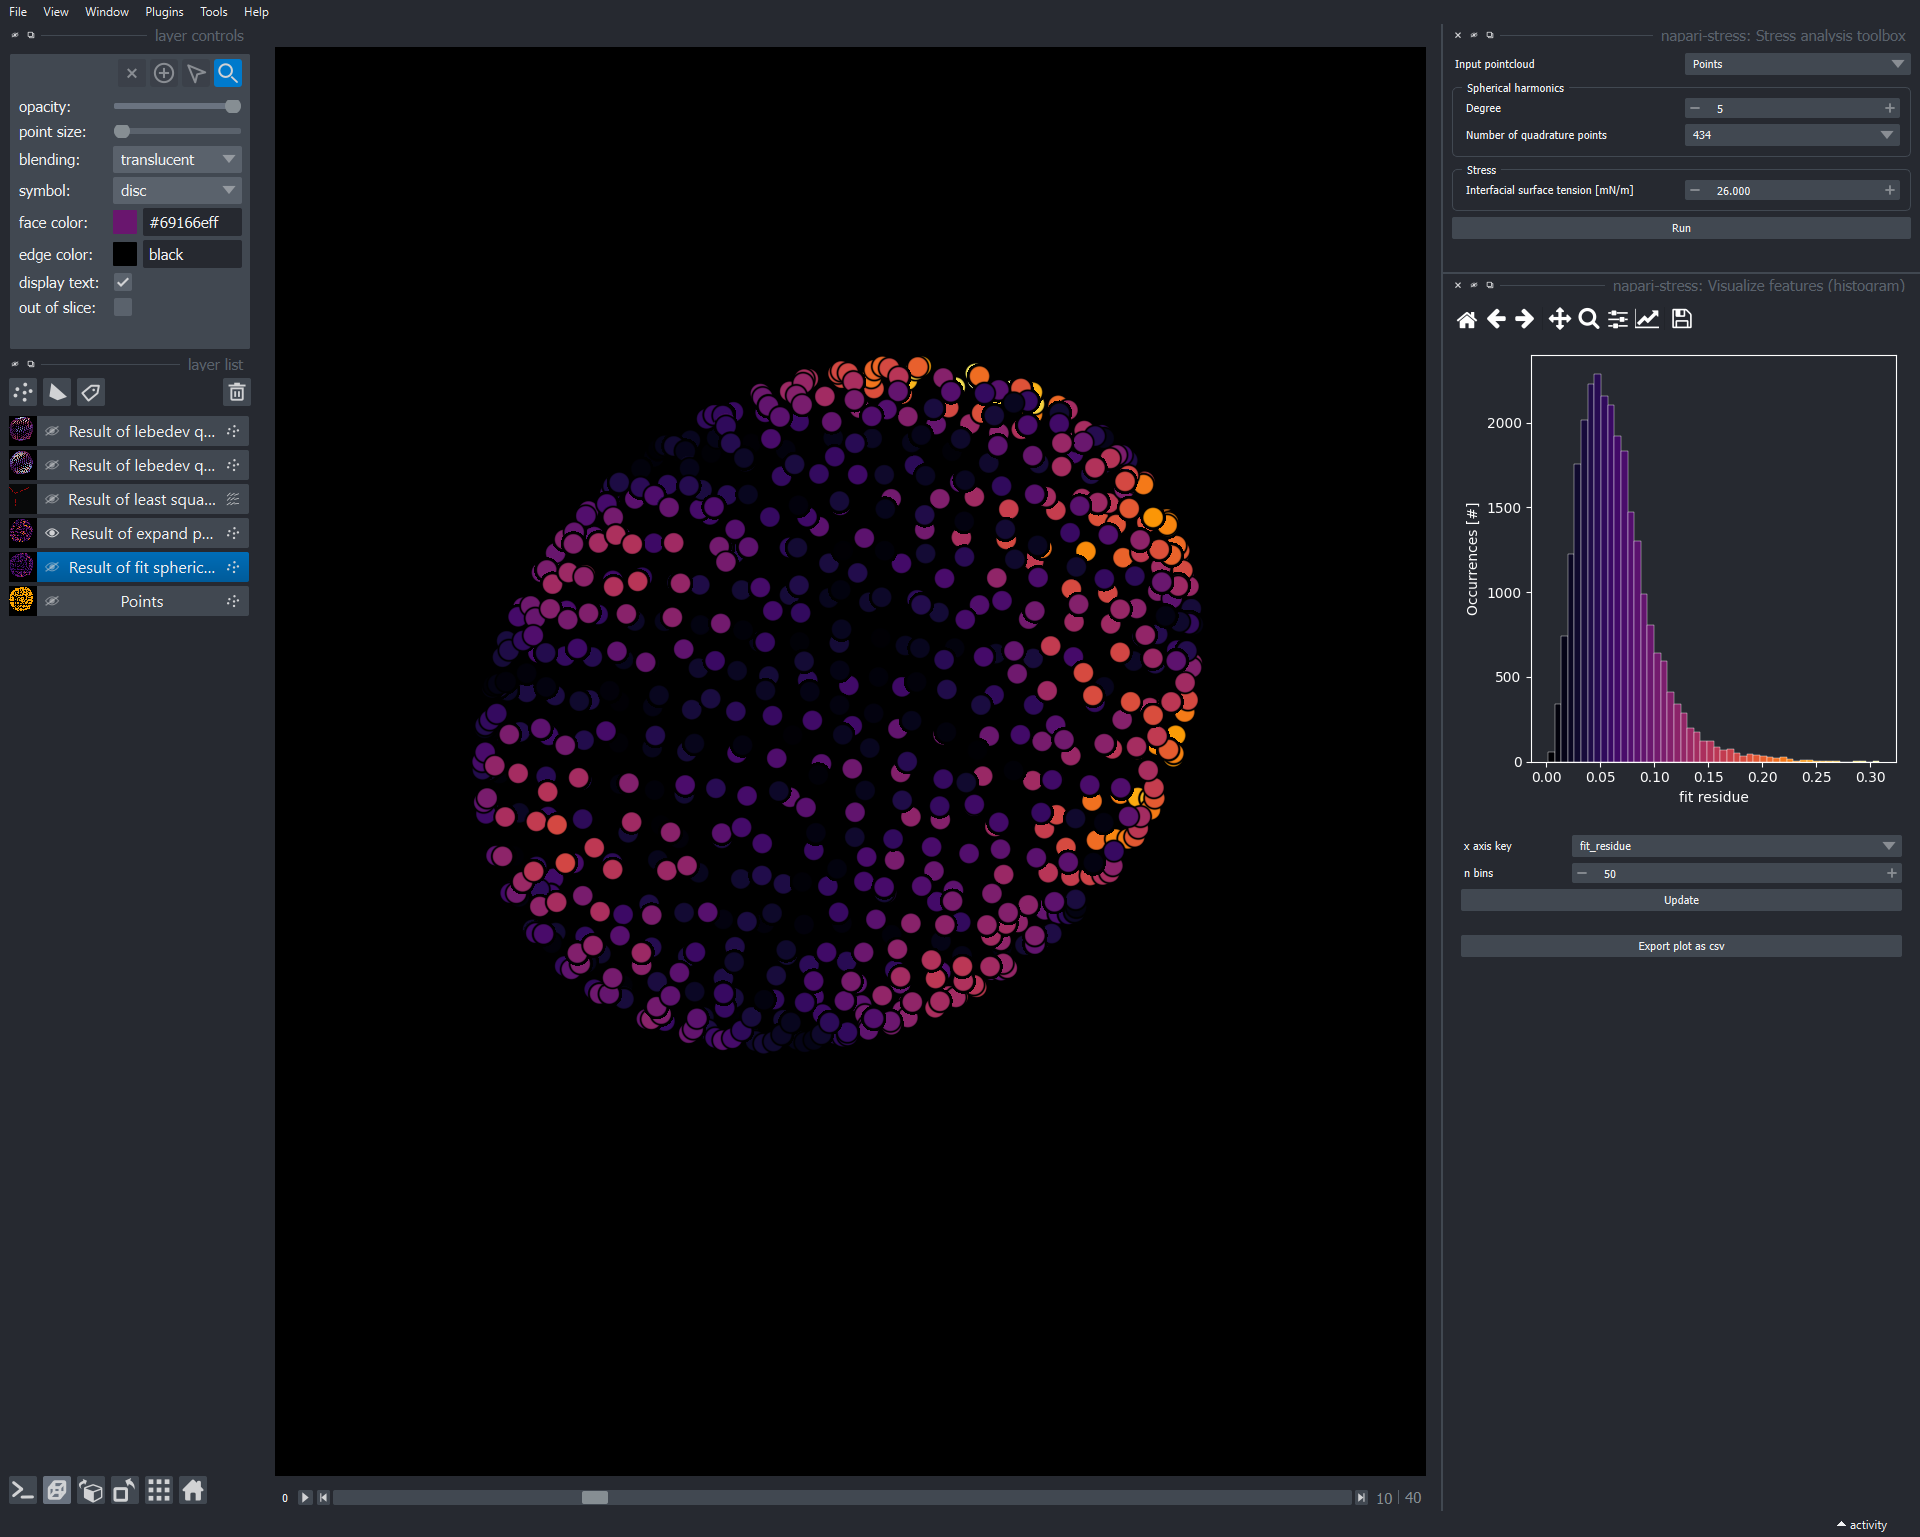 File View Window Plugins Tools Help
layer controls
opacity:
point size:
blending: translucent
symbol: disc
face color: #69166eff
edge color: black
display text:
out of slice:
layer list
Result of lebedev q...
Result of lebedev q...
Result of least squa...
Result of expand p...
Result of fit spheric...
Points
0
10 | 40
napari-stress: Stress analysis toolbox
Input pointcloud Points
Spherical harmonics
Degree 5
Number of quadrature points 434
Stress
Interfacial surface tension [mN/m] 26.000
Run
napari-stress: Visualize features (histogram)
2000
1500
1000
500
0
Occurrences [#]
0.00 0.05 0.10 0.15 0.20 0.25 0.30
fit residue
x axis key fit_residue
n bins 50
Update
Export plot as csv
activity